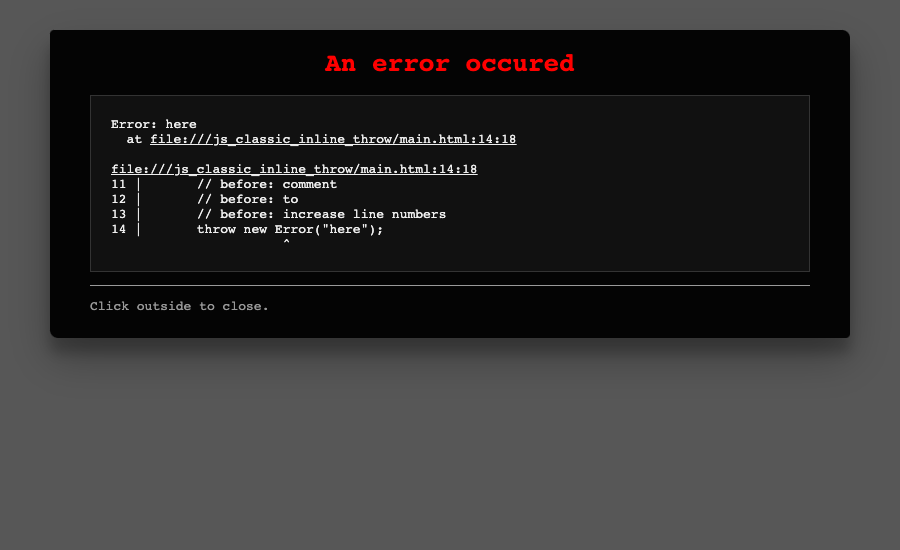 An error occured
Error: here
  at file:///js_classic_inline_throw/main.html:14:18
file:///js_classic_inline_throw/main.html:14:18
11 |       // before: comment
12 |       // before: to
13 |       // before: increase line numbers
14 |       throw new Error("here");
                      ^
Click outside to close.